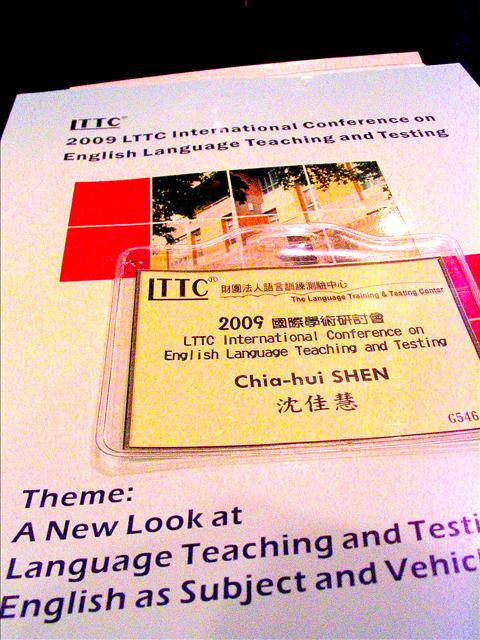 LTTC®
2009 LTTC International Conference on
English Language Teaching and Testing
LTTC® 財團法人語言訓練測驗中心
The Language Training & Testing Center
2009 國際學術研討會
LTTC International Conference on
English Language Teaching and Testing
Chia-hui SHEN
沈佳慧
G546
Theme:
A New Look at
Language Teaching and Testi
English as Subject and Vehic